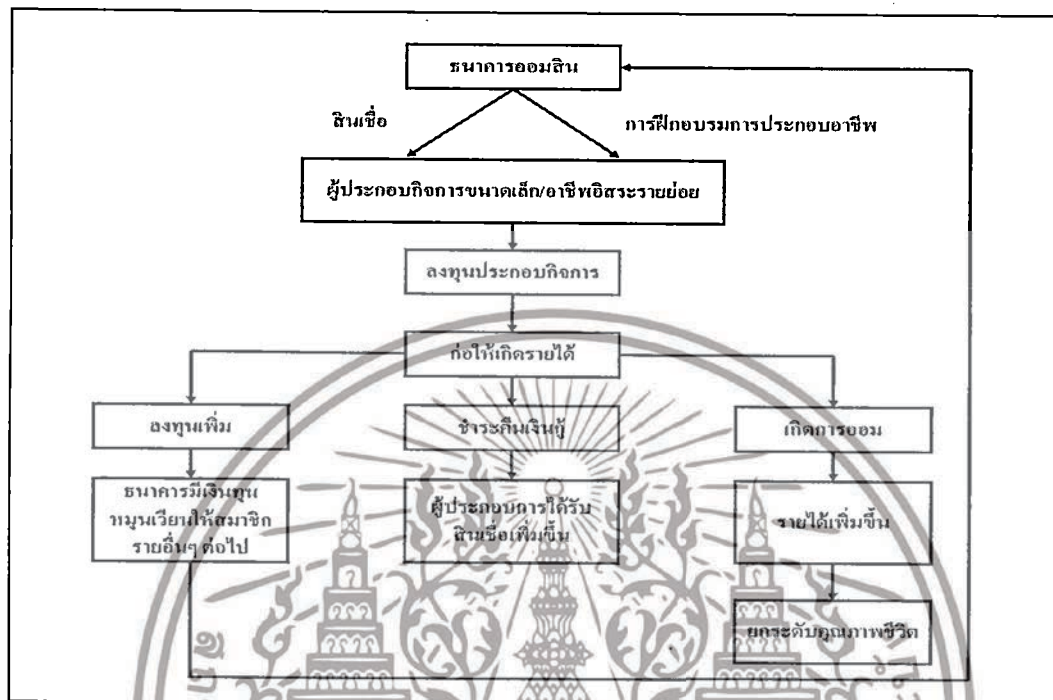 ธนาคารออมสิน
สินเชื่อ
การฝึกอบรมการประกอบอาชีพ
ผู้ประกอบกิจการขนาดเล็ก/อาชีพอิสระรายย่อย
ลงทุนประกอบกิจการ
ก่อให้เกิดรายได้
ลงทุนเพิ่ม
ชำระคืนเงินกู้
เกิดการออม
ธนาคารมีเงินทุน
หมุนเวียนให้สมาชิก
รายอื่นๆ ต่อไป
ผู้ประกอบการได้รับ
สินเชื่อเพิ่มขึ้น
รายได้เพิ่มขึ้น
ยกระดับคุณภาพชีวิต